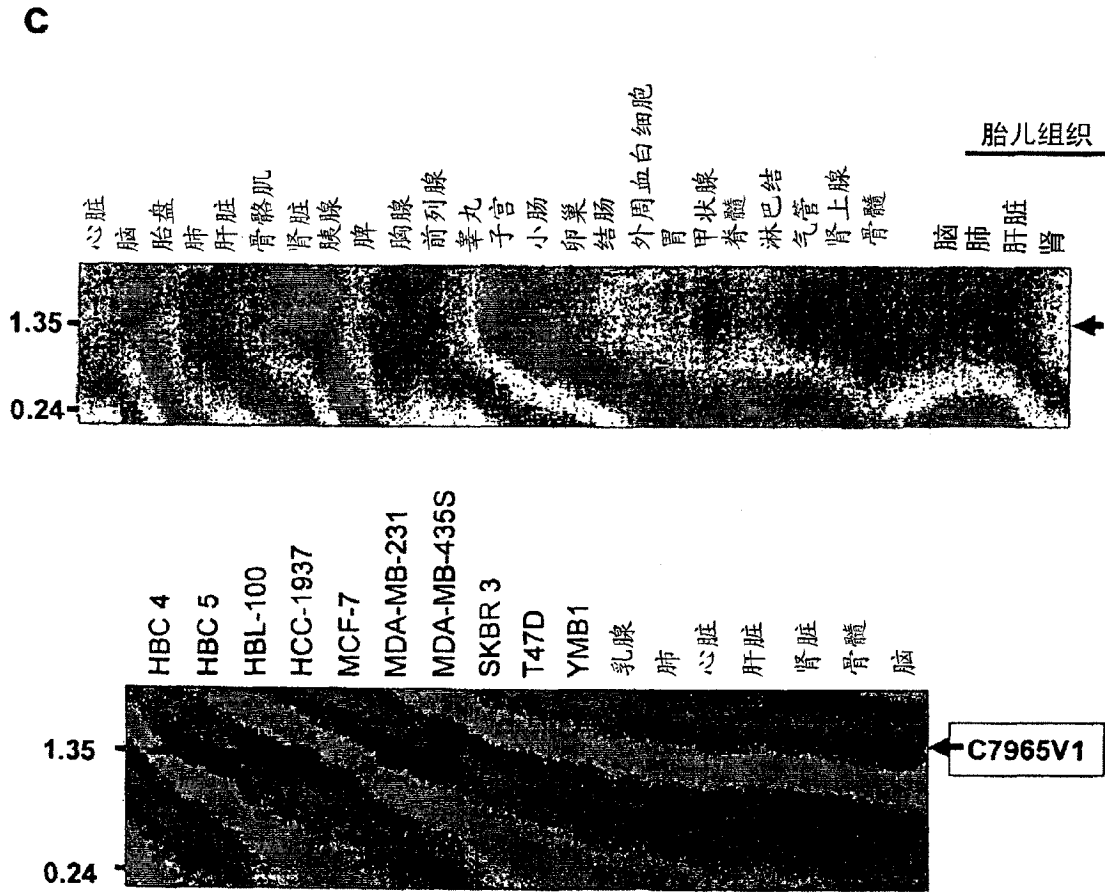 C
胎儿组织
心脏
脑
胎盘
肺
肝脏
骨骼肌
肾脏
胰腺
脾
胸腺
前列腺
睾丸
子宫
小肠
卵巢
结肠
外周血白细胞
胃
甲状腺
脊髓
淋巴结
气管
肾上腺
骨髓
脑
肺
肝脏
肾
1.35
0.24
HBC 4
HBC 5
HBL-100
HCC-1937
MCF-7
MDA-MB-231
MDA-MB-435S
SKBR 3
T47D
YMB1
乳腺
肺
心脏
肝脏
肾脏
骨髓
脑
1.35
C7965V1
0.24